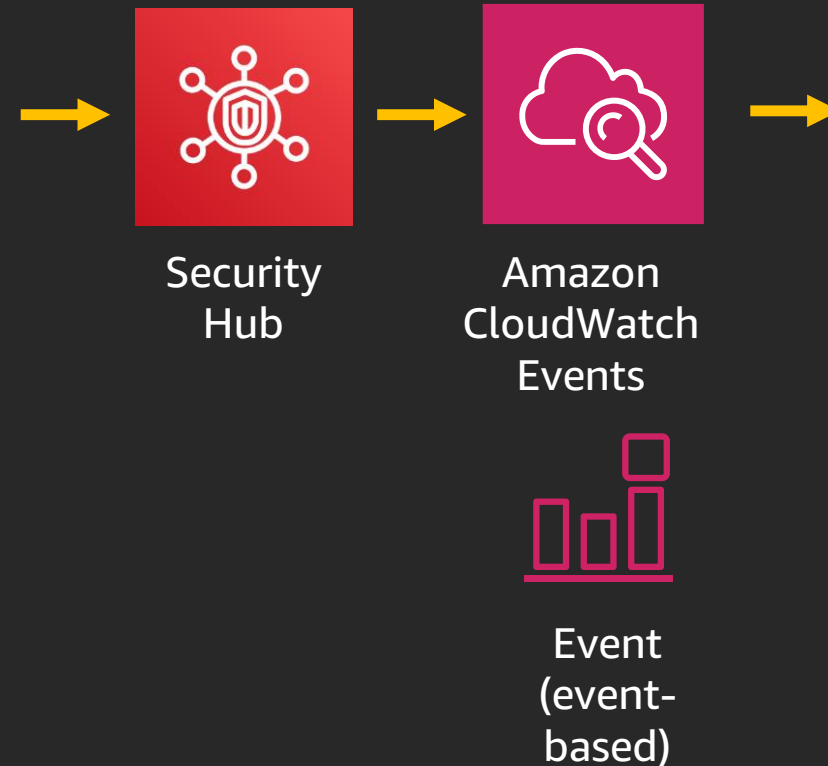 Security
Hub
Amazon
CloudWatch
Events
Event
(event-
based)